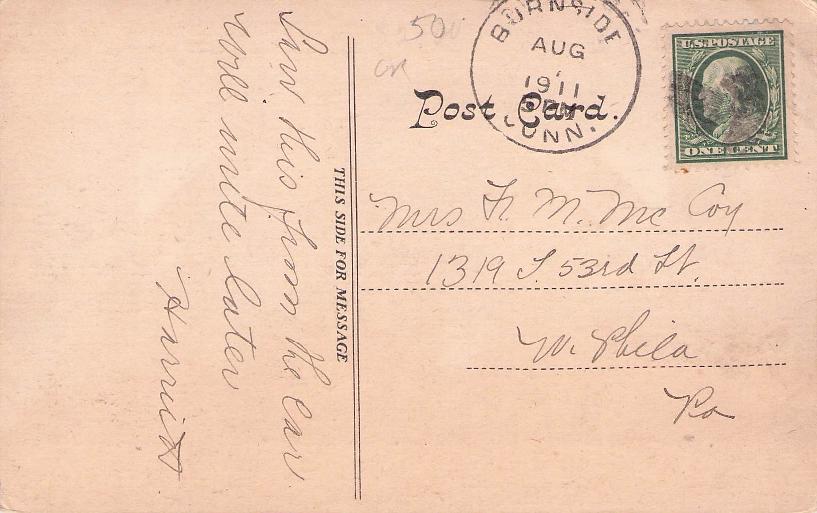 50
BURNSIDE
AUG
1911
CONN.
U.S. POSTAGE
ONE CENT
Post Card.
THIS SIDE FOR MESSAGE
Saw this from the car.
Will write later
Harriet
Mrs F. M. McCoy
1319 S. 53rd St.
W. Phila
Pa